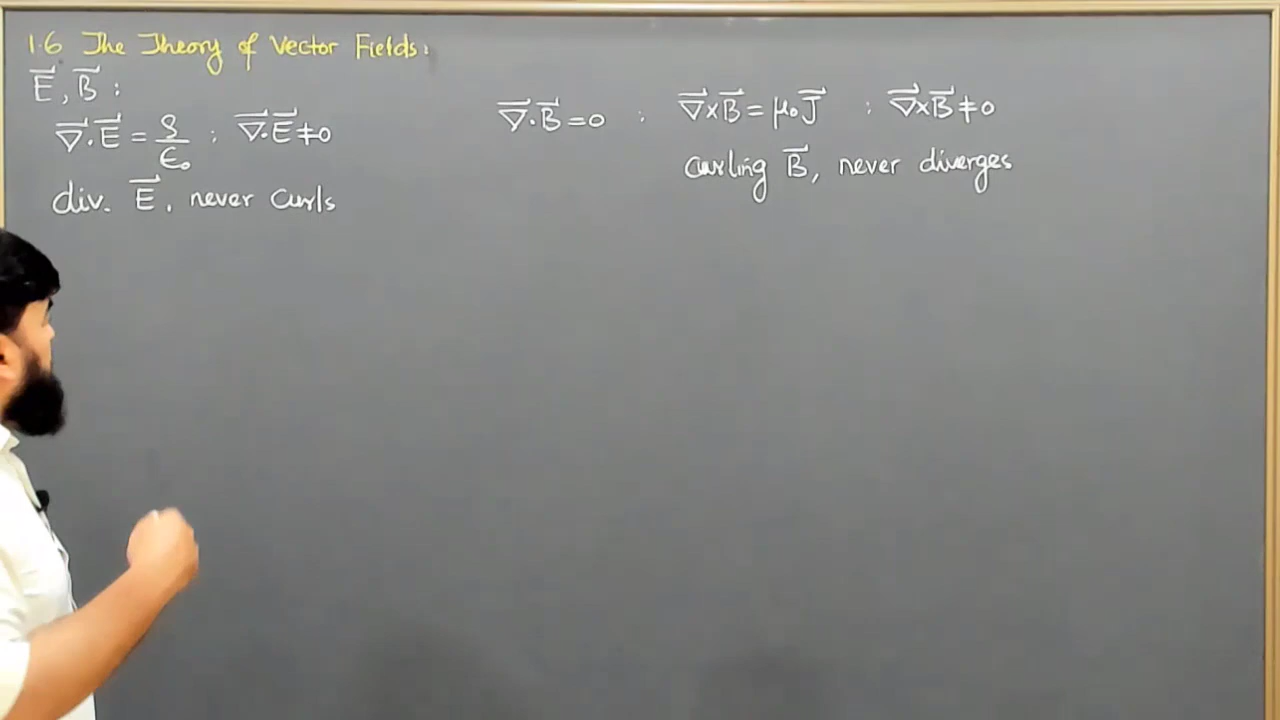 1.6 The Theory of Vector Fields:
E⃗, B⃗ :
∇⃗·E⃗ = ρ/ϵ₀ ; ∇⃗·E⃗ ≠ 0
div. E⃗, never curls
∇⃗·B⃗ = 0 : ∇⃗×B⃗ = μ₀J⃗ ; ∇⃗×B⃗ ≠ 0
curling B⃗, never diverges